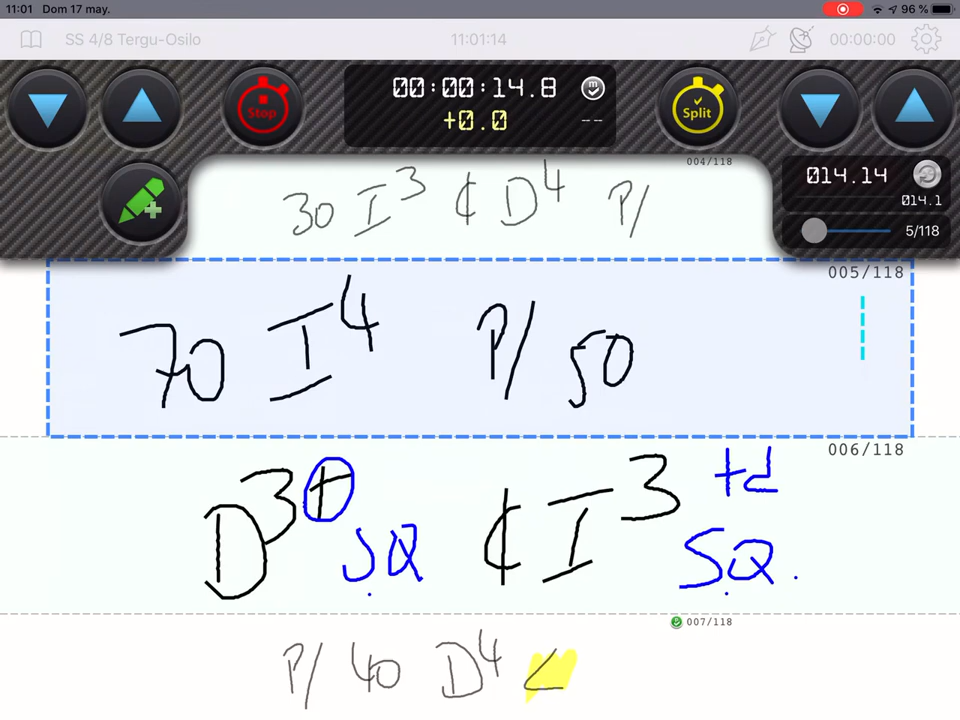 11:01 Dom 17 may. 96 %
SS 4/8 Tergu-Osilo 11:01:14 00:00:00
Stop 00:00:14.8 m Split
+0.0 --
004/118
014.14
014.1
30 I³ ¢ D⁴ P/
5/118
005/118
70 I⁴ P/ 50
006/118
D³⁺ SQ. ¢ I³ +d SQ.
007/118
P/ 40 D⁴ <